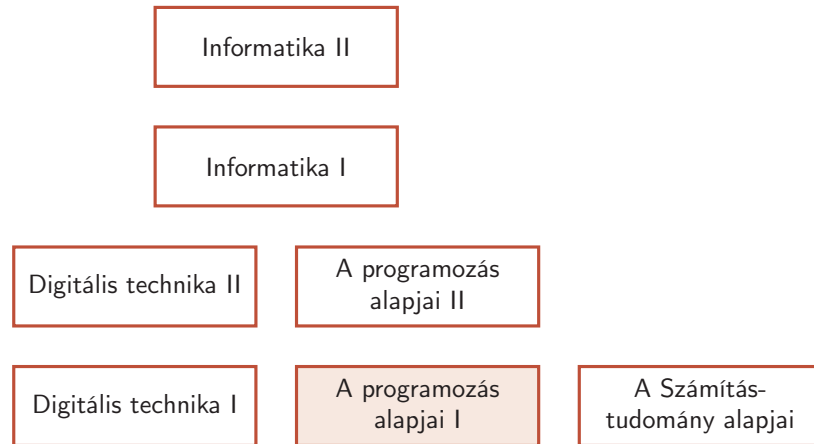 Informatika II
Informatika I
Digitális technika II
A programozás
alapjai II
Digitális technika I
A programozás
alapjai I
A Számítás-
tudomány alapjai